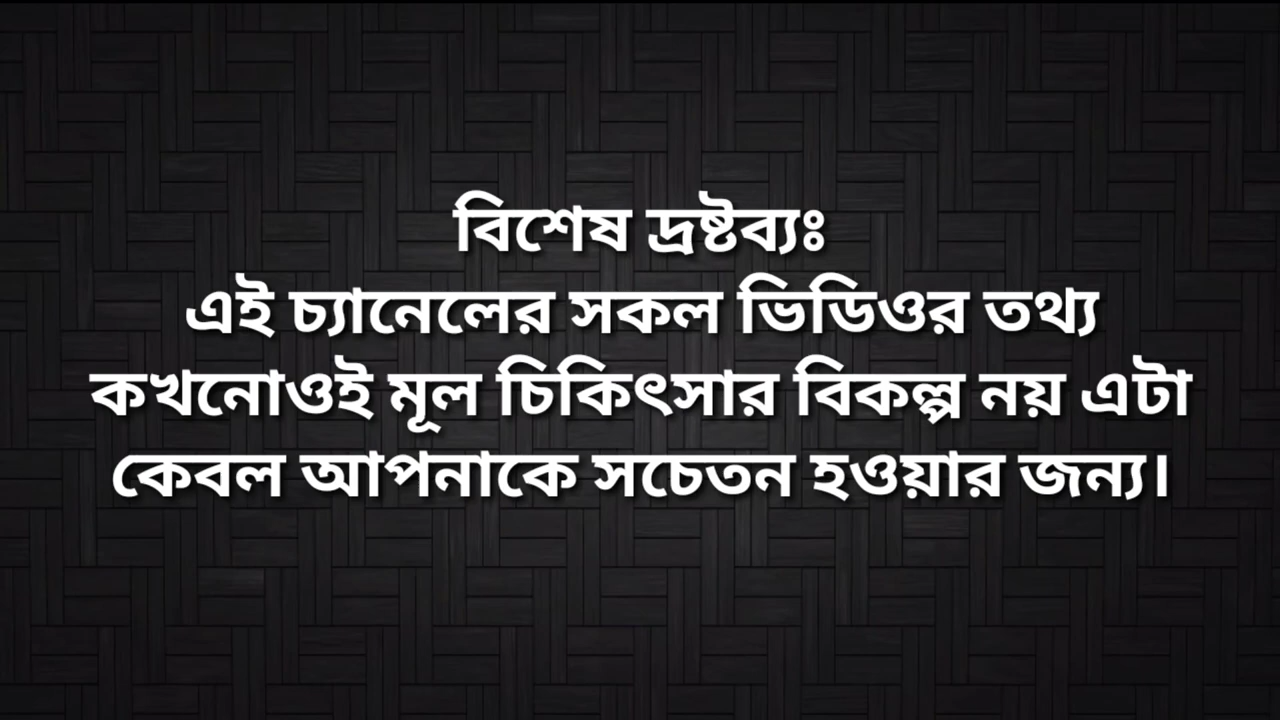 বিশেষ দ্রষ্টব্যঃ
এই চ্যানেলের সকল ভিডিওর তথ্য
কখনোওই মূল চিকিৎসার বিকল্প নয় এটা
কেবল আপনাকে সচেতন হওয়ার জন্য।